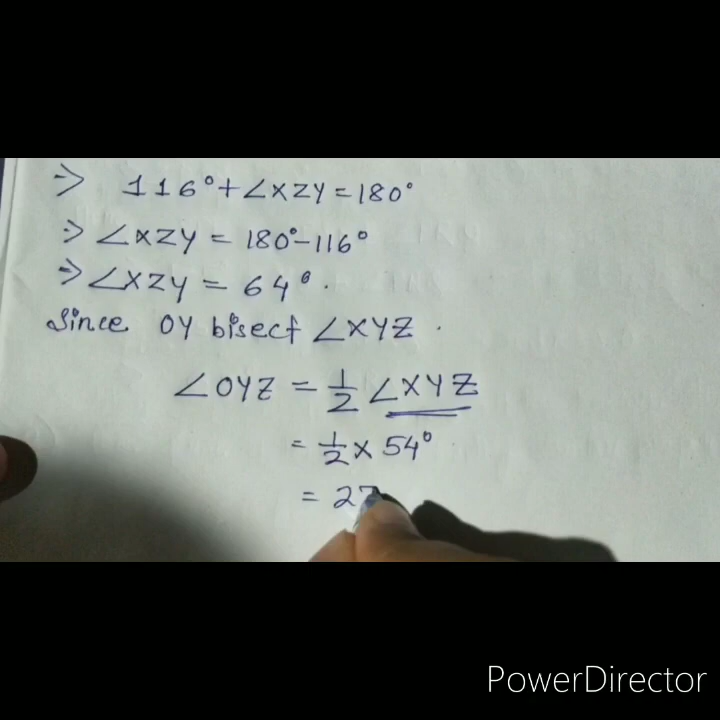 ⇒ 116°+∠XZY=180°
⇒ ∠XZY = 180°-116°
⇒ ∠XZY = 64°.
Since OY bisect ∠XYZ.
∠OYZ = 1/2 ∠XYZ
= 1/2 × 54°
= 27
PowerDirector